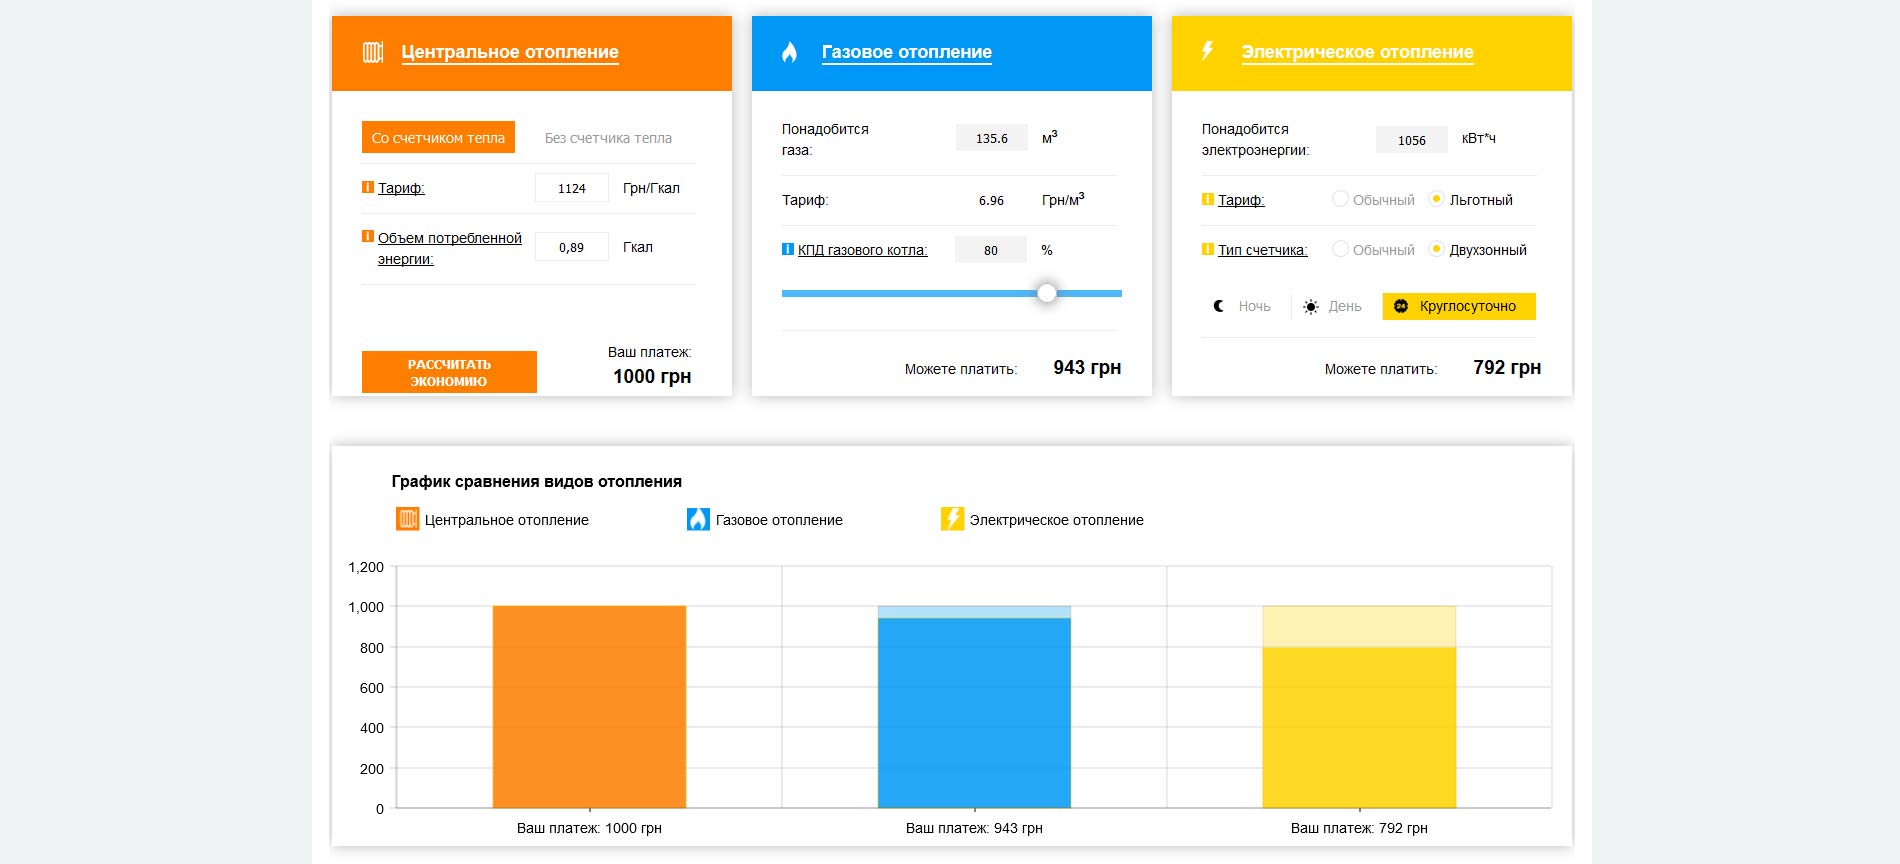 Центральное отопление
Со счетчиком тепла
Без счетчика тепла
Тариф:
1124
Грн/Гкал
Объем потребленной
энергии:
0,89
Гкал
РАССЧИТАТЬ
ЭКОНОМИЮ
Ваш платеж:
1000 грн
Газовое отопление
Понадобится
газа:
135.6
м³
Тариф:
6.96
Грн/м³
КПД газового котла:
80
%
Можете платить:
943 грн
Электрическое отопление
Понадобится
электроэнергии:
1056
кВт*ч
Тариф:
Обычный
Льготный
Тип счетчика:
Обычный
Двухзонный
Ночь
День
24
Круглосуточно
Можете платить:
792 грн
График сравнения видов отопления
Центральное отопление
Газовое отопление
Электрическое отопление
1,200
1,000
800
600
400
200
0
Ваш платеж: 1000 грн
Ваш платеж: 943 грн
Ваш платеж: 792 грн